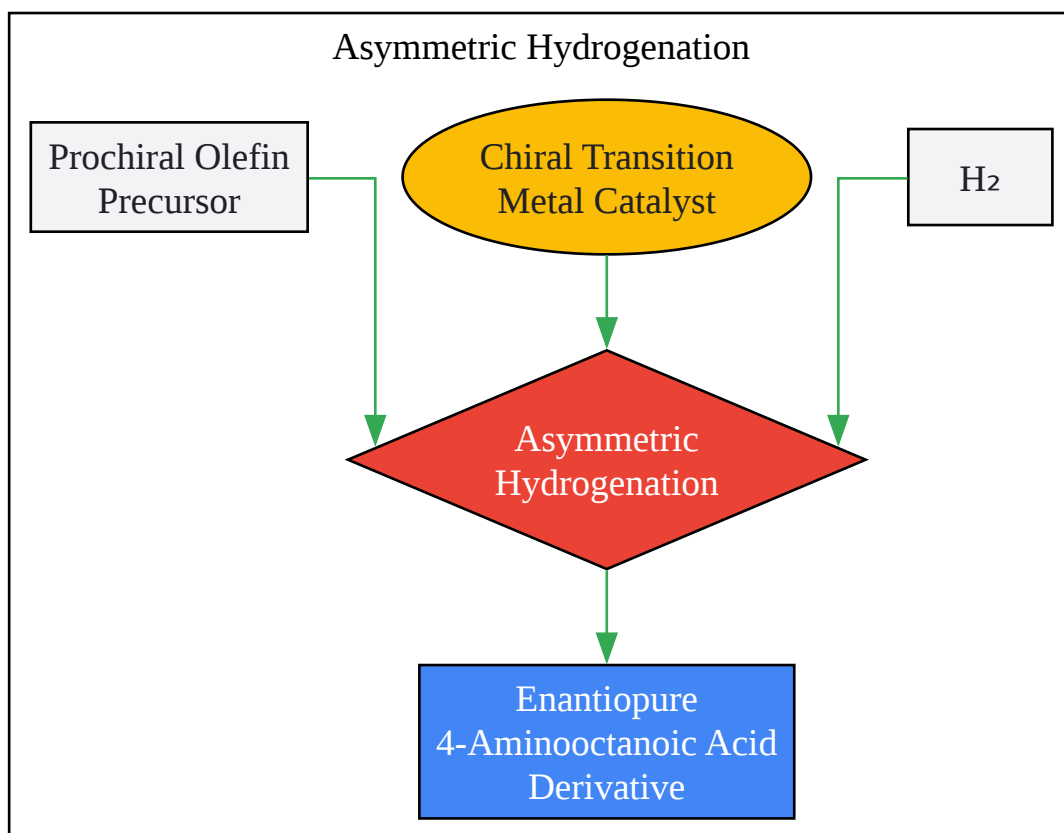 Asymmetric Hydrogenation
Prochiral Olefin
Precursor
Chiral Transition
Metal Catalyst
H₂
Asymmetric
Hydrogenation
Enantiopure
4-Aminooctanoic Acid
Derivative